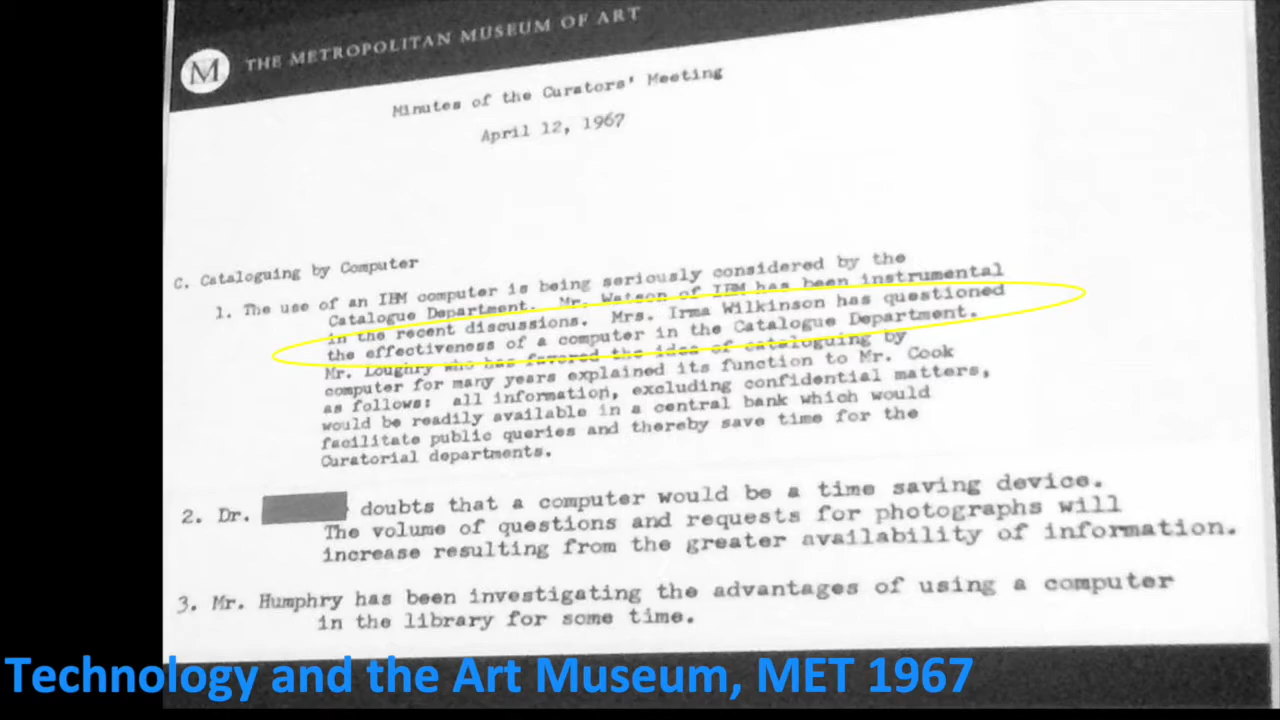 M THE METROPOLITAN MUSEUM OF ART
Minutes of the Curators' Meeting
April 12, 1967
C. Cataloguing by Computer
1. The use of an IBM computer is being seriously considered by the
Catalogue Department. Mr. Watson of IBM has been instrumental
in the recent discussions. Mrs. Irma Wilkinson has questioned
the effectiveness of a computer in the Catalogue Department.
Mr. Loughry who has favored the idea of cataloguing by
computer for many years explained its function to Mr. Cook
as follows: all information, excluding confidential matters,
would be readily available in a central bank which would
facilitate public queries and thereby save time for the
Curatorial departments.
2. Dr. doubts that a computer would be a time saving device.
The volume of questions and requests for photographs will
increase resulting from the greater availability of information.
3. Mr. Humphry has been investigating the advantages of using a computer
in the library for some time.
Technology and the Art Museum, MET 1967